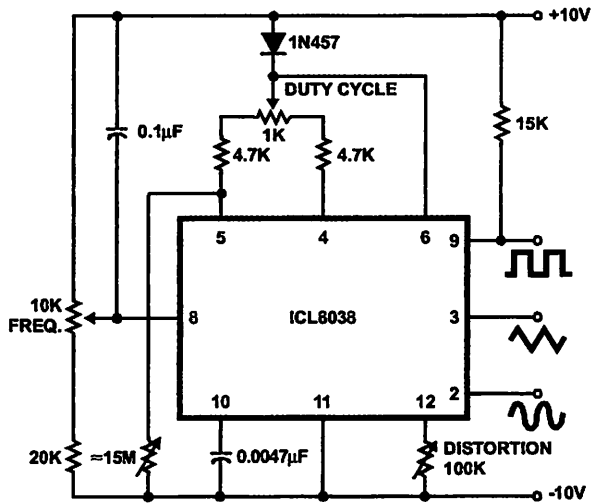 +10V
1N457
DUTY CYCLE
0.1µF
1K
15K
4.7K
4.7K
5
4
6
9
10K
FREQ.
8
ICL8038
3
2
10
11
12
20K
≈15M
0.0047µF
DISTORTION
100K
-10V